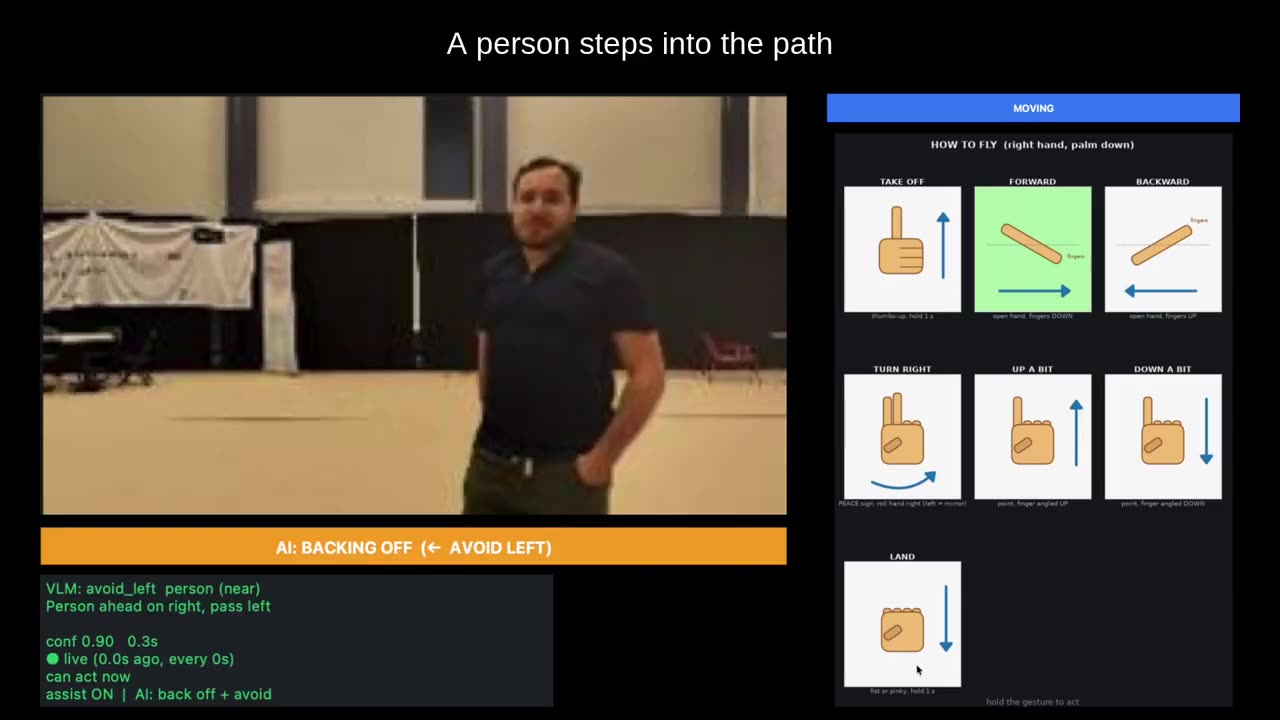 A person steps into the path
MOVING
HOW TO FLY (right hand, palm down)
TAKE OFF
FORWARD
BACKWARD
fingers
fingers
thumbs-up, hold 1 s
open hand, fingers DOWN
open hand, fingers UP
TURN RIGHT
UP A BIT
DOWN A BIT
PEACE sign, roll hand right (left = mirror)
point, finger angled UP
point, finger angled DOWN
LAND
fist or pinky, hold 1 s
hold the gesture to act
AI: BACKING OFF (← AVOID LEFT)
VLM: avoid_left person (near)
Person ahead on right, pass left
conf 0.90 0.3s
● live (0.0s ago, every 0s)
can act now
assist ON | AI: back off + avoid